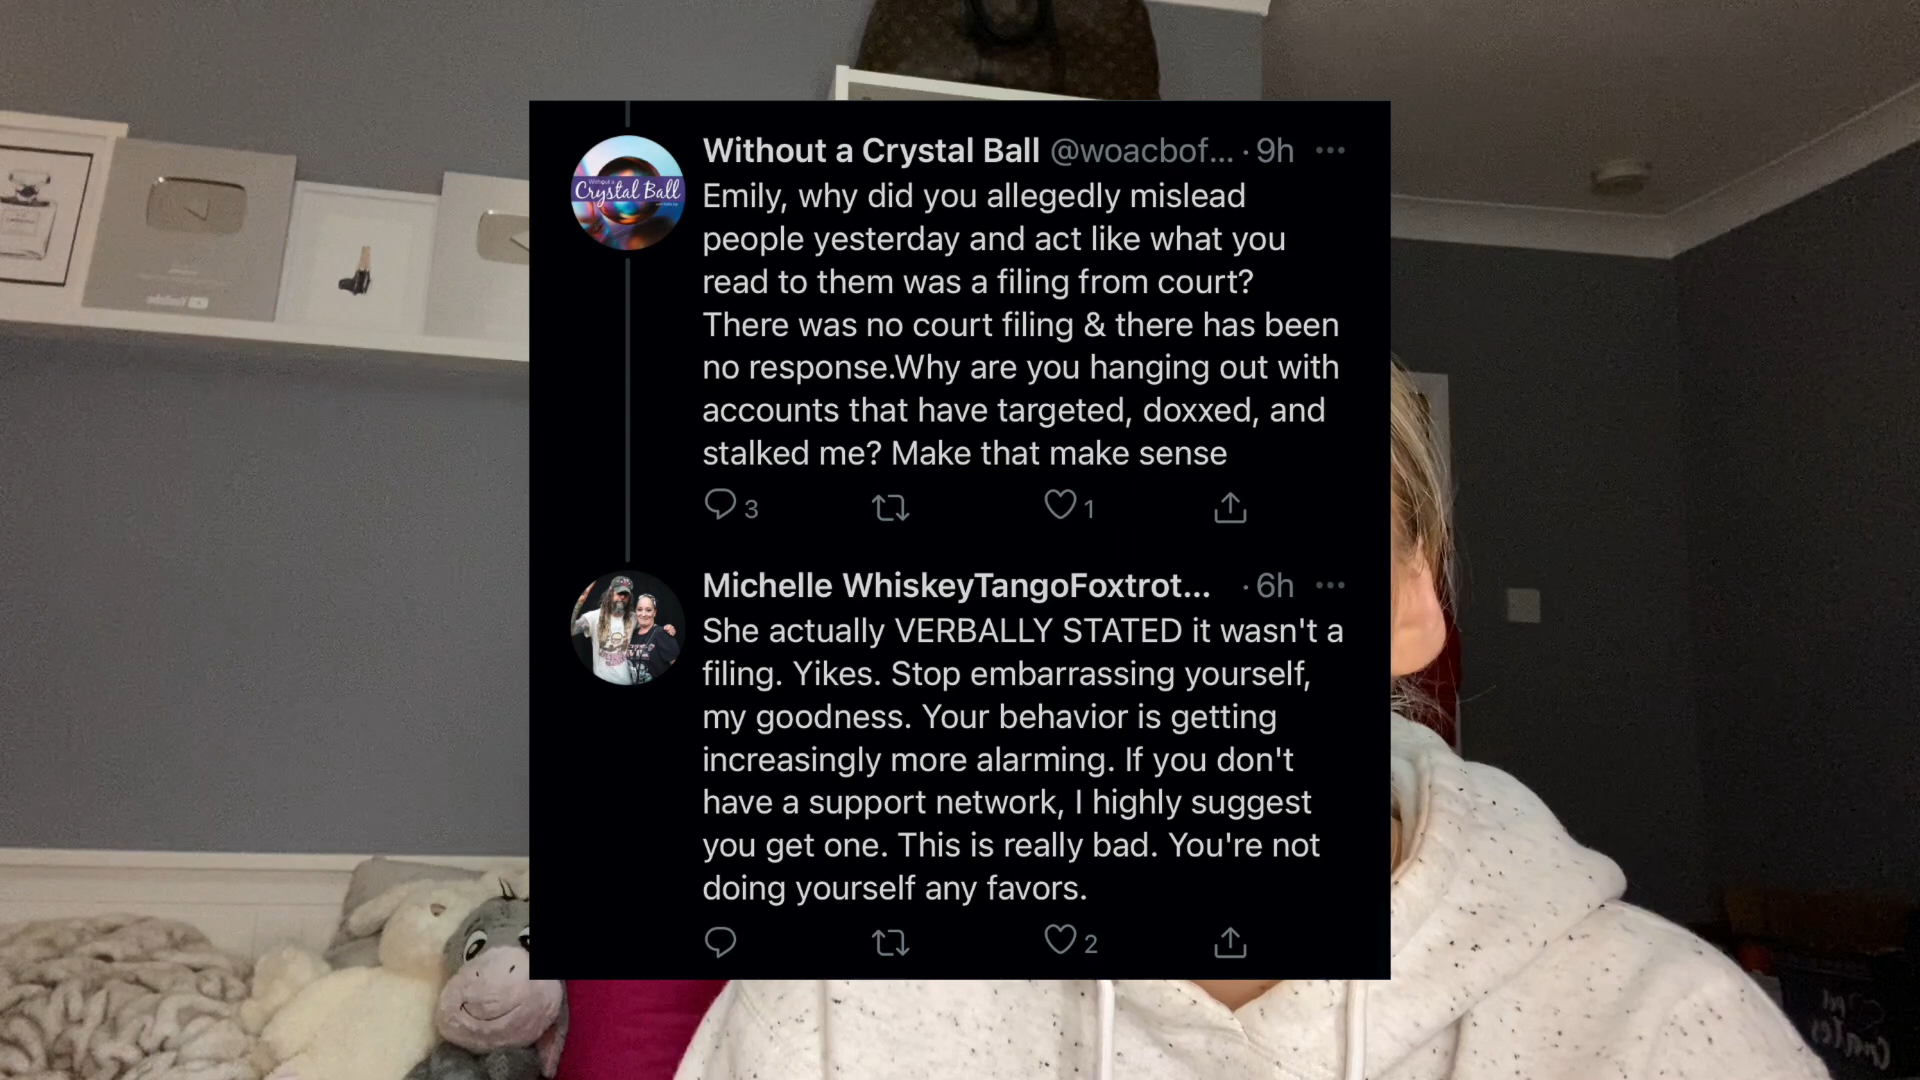 Without a Crystal Ball @woacbof... · 9h
Emily, why did you allegedly mislead
people yesterday and act like what you
read to them was a filing from court?
There was no court filing & there has been
no response.Why are you hanging out with
accounts that have targeted, doxxed, and
stalked me? Make that make sense
3 1
Crystal Ball
Michelle WhiskeyTangoFoxtrot... · 6h
She actually VERBALLY STATED it wasn't a
filing. Yikes. Stop embarrassing yourself,
my goodness. Your behavior is getting
increasingly more alarming. If you don't
have a support network, I highly suggest
you get one. This is really bad. You're not
doing yourself any favors.
2